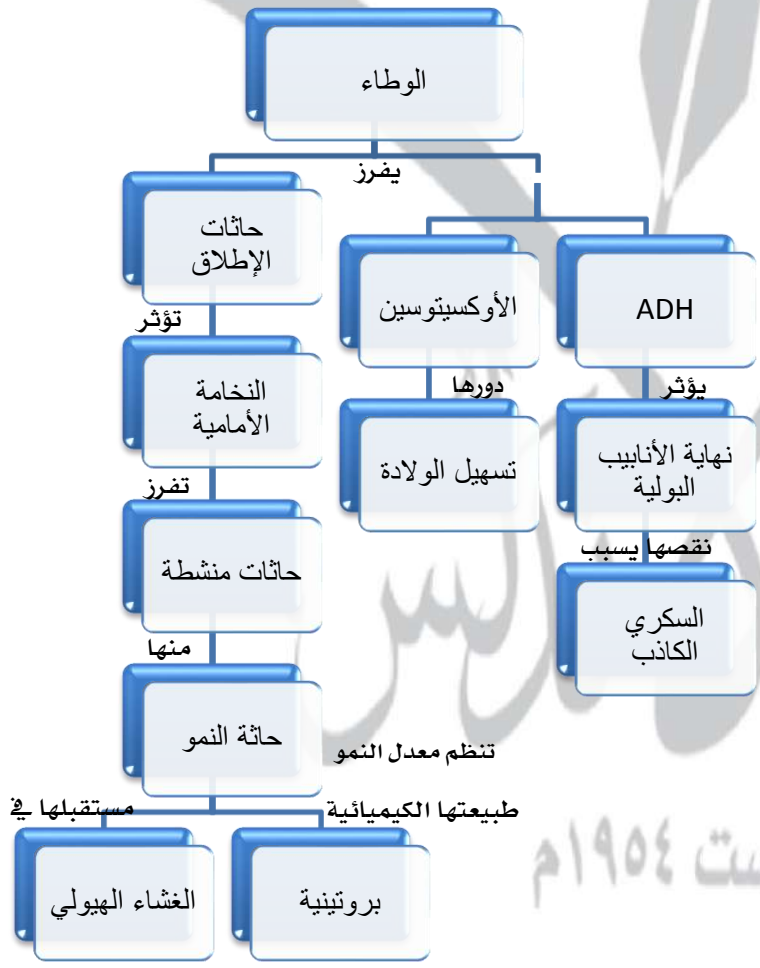 الوطاء
يفرز
حاثات
الإطلاق
الأوكسيتوسين
ADH
تؤثر
دورها
يؤثر
النخامة
الأمامية
تسهيل الولادة
نهاية الأنابيب
البولية
تفرز
نقصها يسبب
حاثات منشطة
السكري
الكاذب
منها
حاثة النمو
تنظم معدل النمو
مستقبلها في
طبيعتها الكيميائية
الغشاء الهيولي
بروتينية
ست ١٩٥٤م